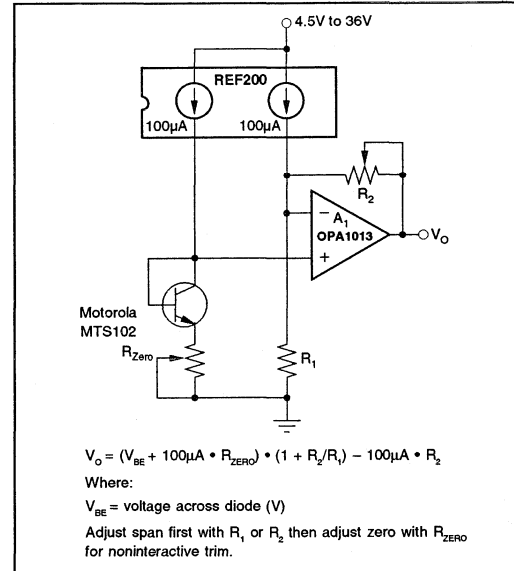 4.5V to 36V
REF200
100µA
100µA
R2
A1
OPA1013
VO
−
+
Motorola
MTS102
RZero
R1
VO = (VBE + 100µA • RZERO) • (1 + R2/R1) − 100µA • R2
Where:
VBE = voltage across diode (V)
Adjust span first with R1 or R2 then adjust zero with RZERO
for noninteractive trim.